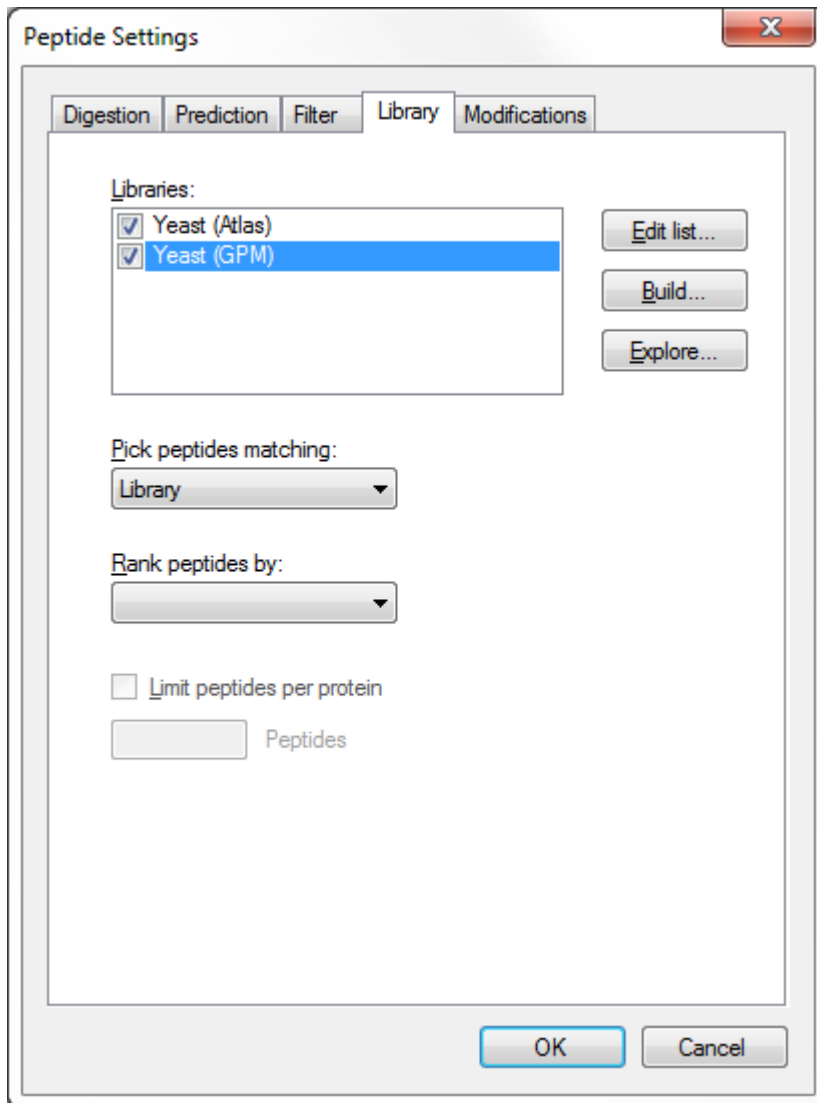 Peptide Settings
Digestion Prediction Filter Library Modifications
Libraries:
Yeast (Atlas)
Yeast (GPM)
Edit list...
Build...
Explore...
Pick peptides matching:
Library
Rank peptides by:
Limit peptides per protein
Peptides
OK Cancel